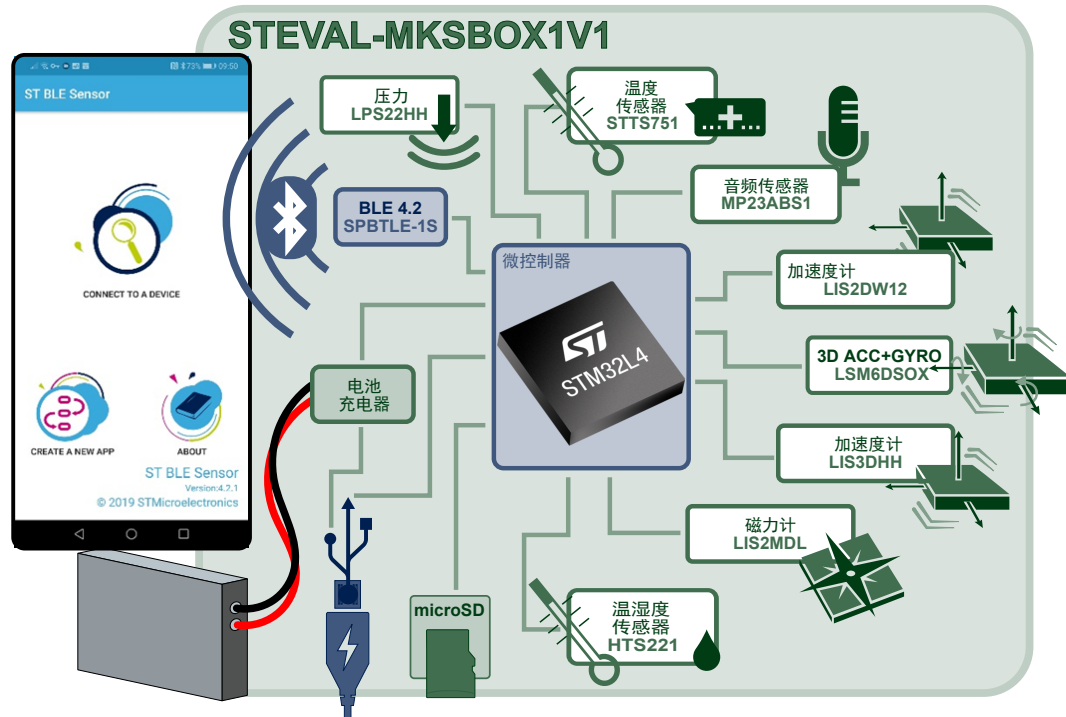 STEVAL-MKSBOX1V1
73% 09:50
ST BLE Sensor
CONNECT TO A DEVICE
CREATE A NEW APP
ABOUT
ST BLE Sensor
Version:4.2.1
© 2019 STMicroelectronics
压力
LPS22HH
温度
传感器
STTS751
音频传感器
MP23ABS1
BLE 4.2
SPBTLE-1S
微控制器
ST
STM32L4
加速度计
LIS2DW12
3D ACC+GYRO
LSM6DSOX
电池
充电器
加速度计
LIS3DHH
磁力计
LIS2MDL
microSD
温湿度
传感器
HTS221